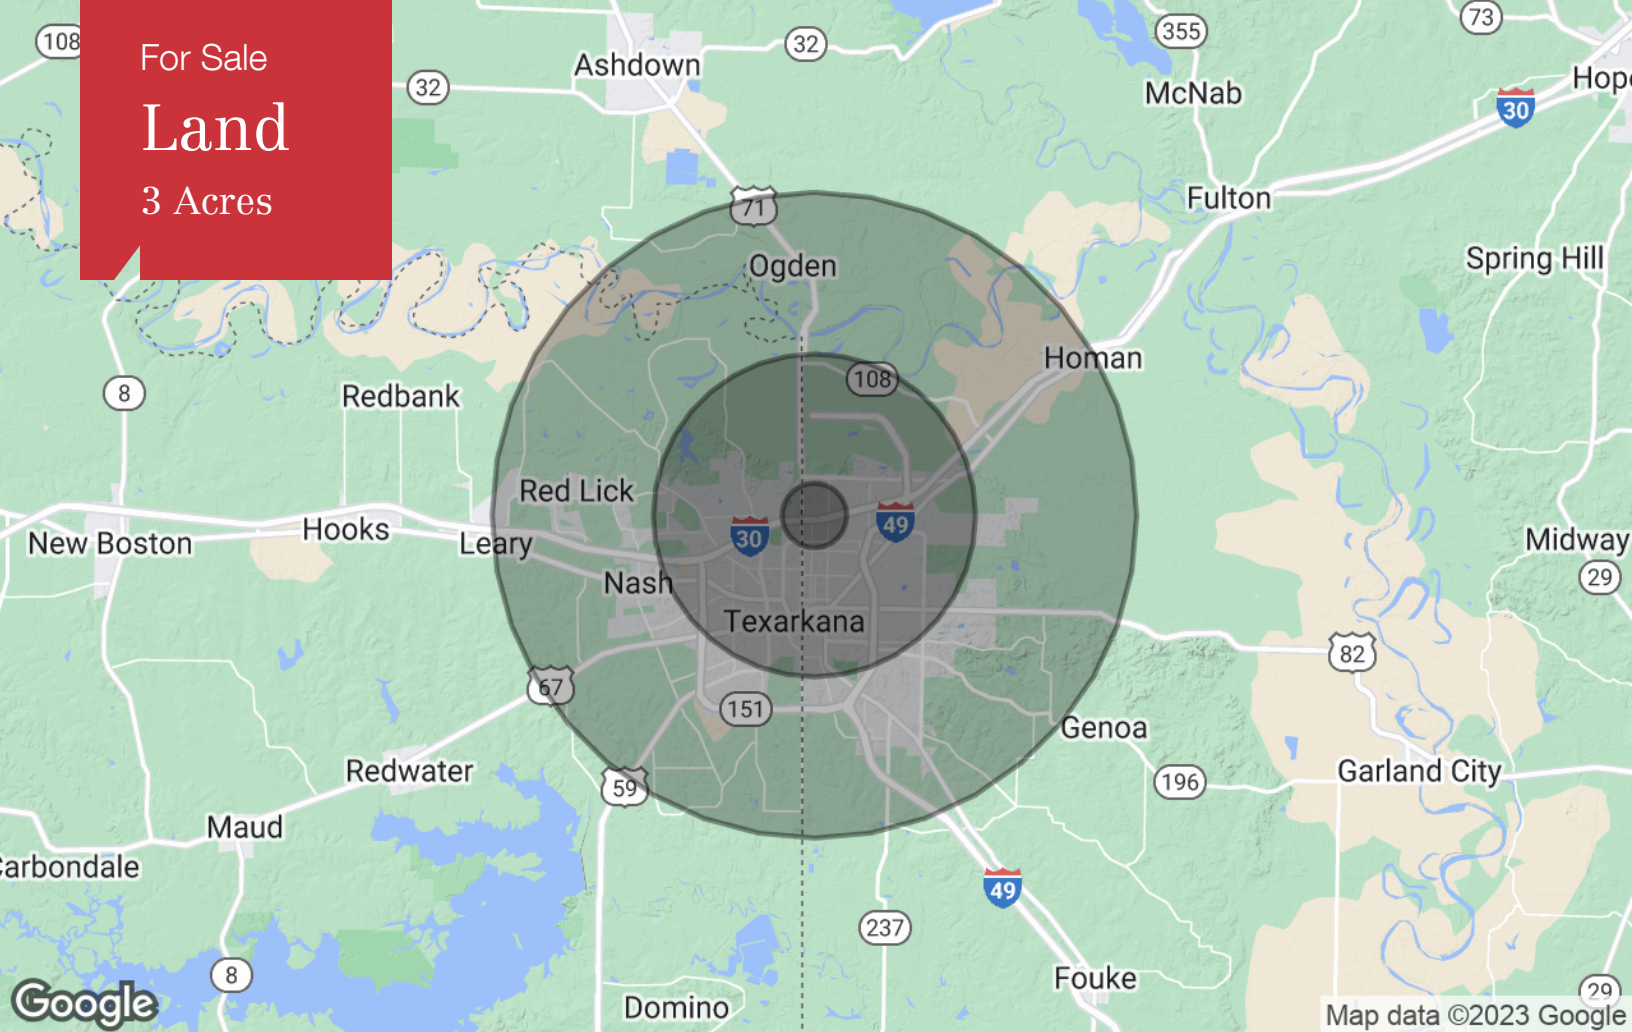 108
For Sale
Land
3 Acres
32
Ashdown
32
355
73
McNab
30
71
Fulton
Ogden
Spring Hill
8
Redbank
108
Homan
Red Lick
New Boston
Hooks
Leary
30
49
Midway
29
Nash
Texarkana
82
67
151
Genoa
Redwater
59
196
Garland City
Maud
49
237
8
Fouke
Domino
29
Google
Map data ©2023 Google